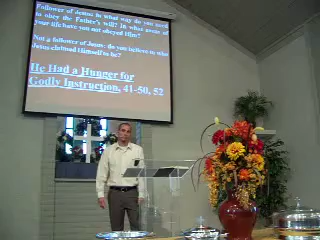 Follower of Jesus: In what way do you need
to obey the Father's will? In what areas of
your life have you not obeyed Him?
Not a follower of Jesus: do you believe in who
Jesus claimed Himself to be?
He Had a Hunger for
Godly Instruction, 41-50, 52